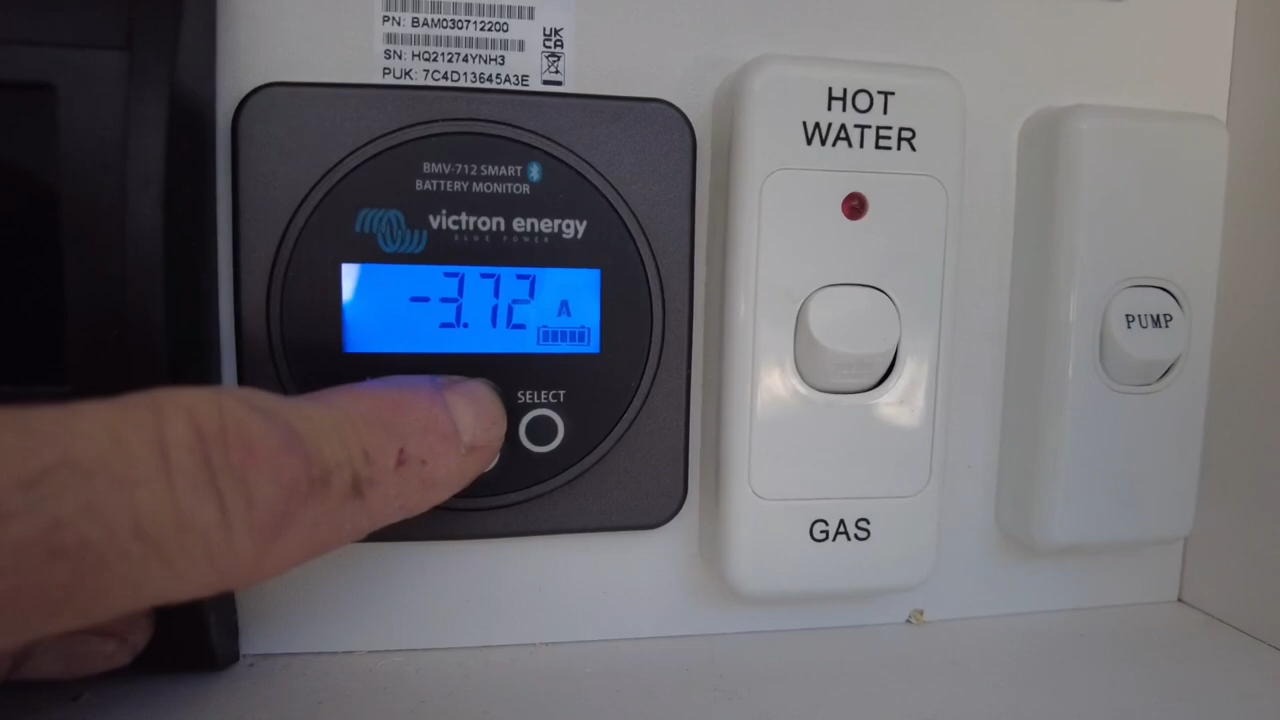 PN: BAM030712200
SN: HQ21274YNH3
PUK: 7C4D13645A3E
UK
CA
BMV-712 SMART
BATTERY MONITOR
victron energy
BLUE POWER
-3.72 A
SELECT
HOT
WATER
GAS
PUMP